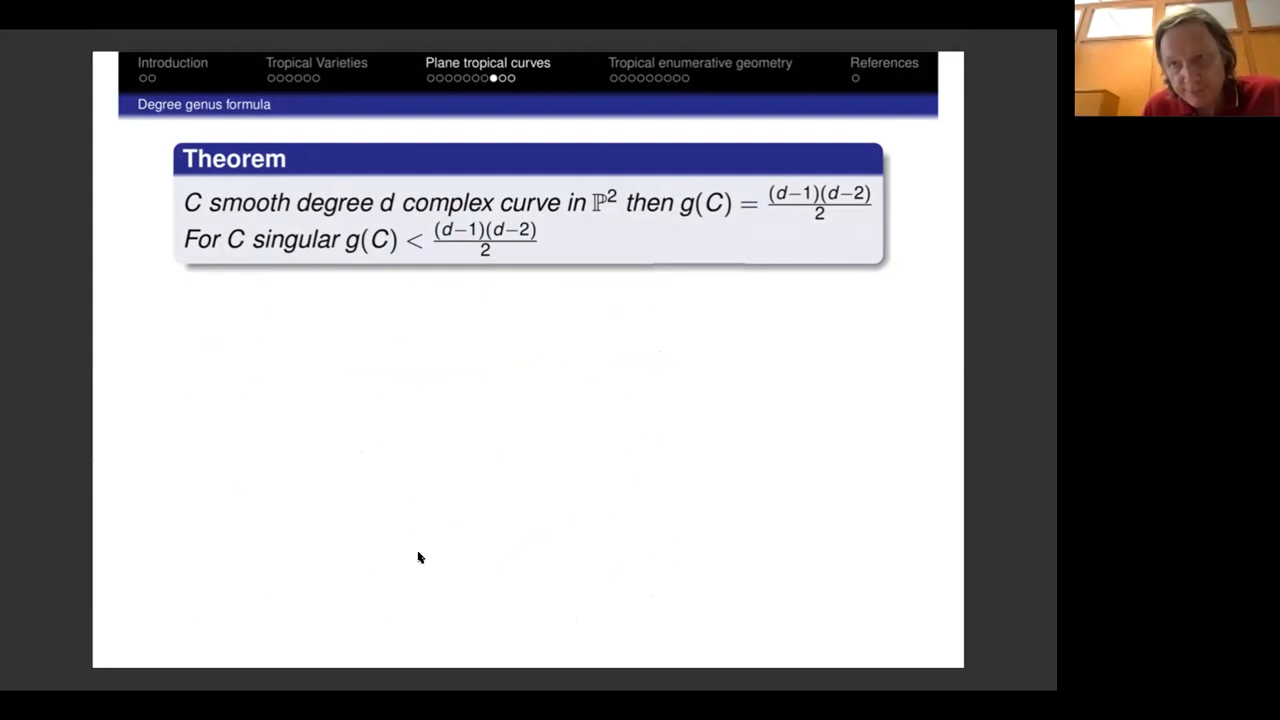 Introduction Tropical Varieties Plane tropical curves Tropical enumerative geometry References
Degree genus formula
Theorem
C smooth degree d complex curve in ℙ² then g(C) = (d−1)(d−2)/2
For C singular g(C) < (d−1)(d−2)/2